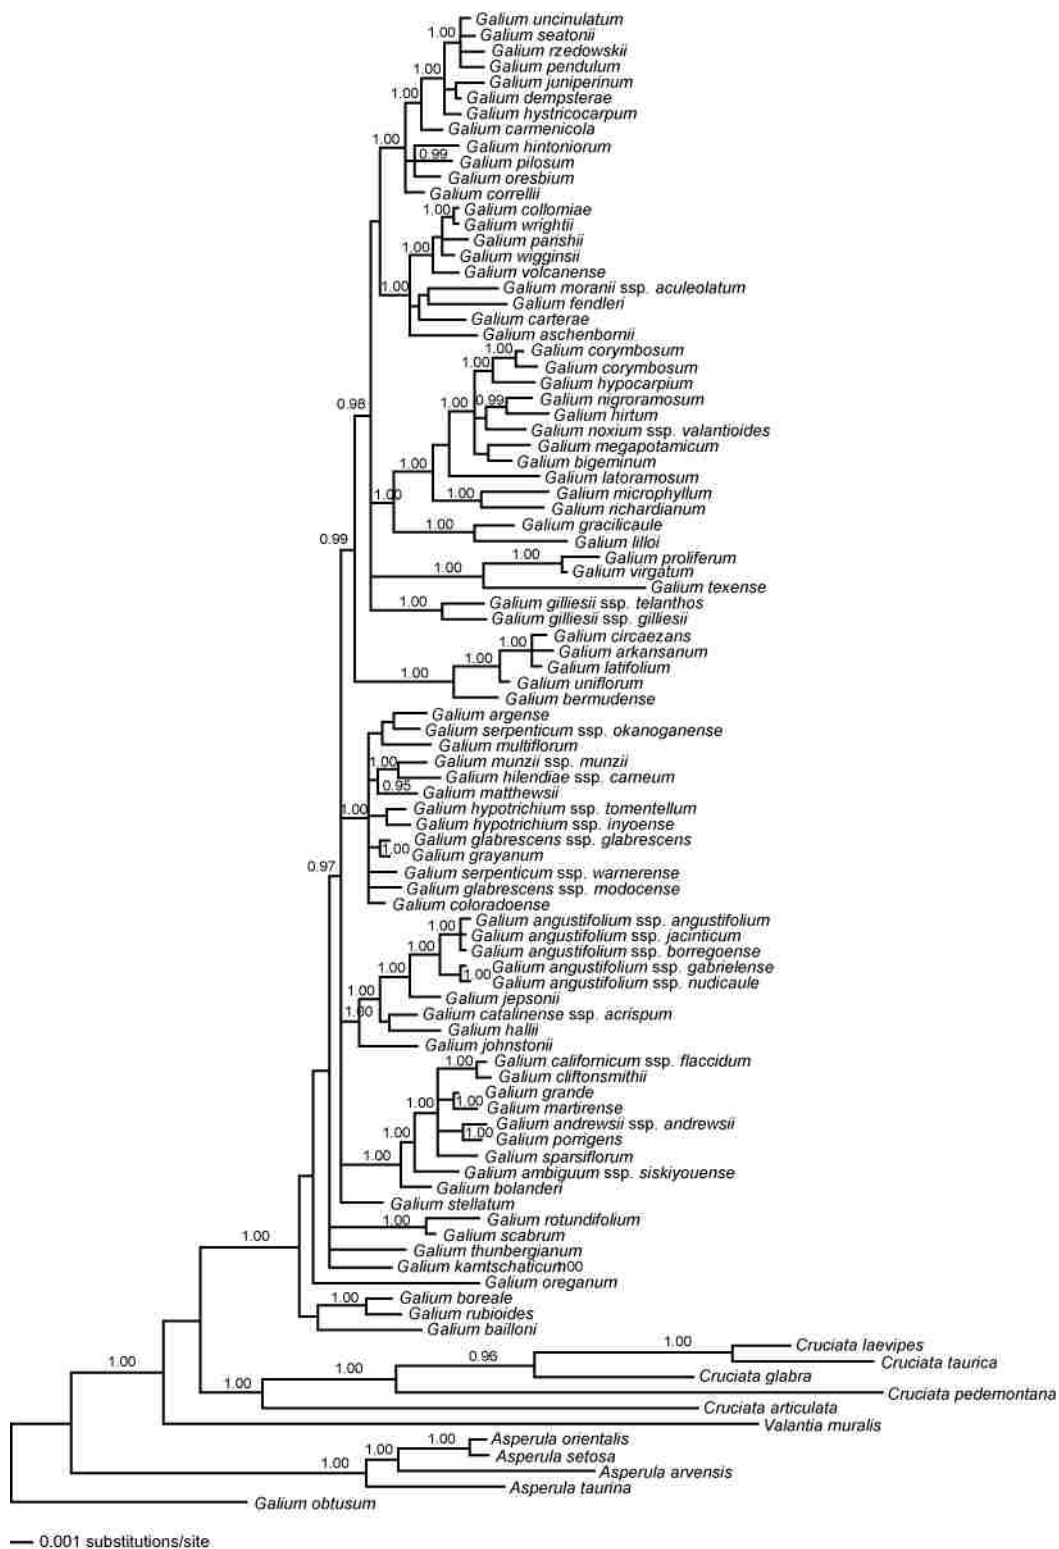 Galium uncinulatum
1.00
Galium seatonii
Galium rzedowskii
Galium pendulum
1.00
Galium juniperinum
1.00
Galium dempsterae
Galium hystricocarpum
Galium carmenicola
1.00
Galium hintoniorum
0.99
Galium pilosum
Galium oresbium
Galium correllii
1.00
Galium collomiae
Galium wrightii
Galium parishii
1.00
Galium wigginsii
Galium volcanense
1.00
Galium moranii ssp. aculeolatum
Galium fendleri
Galium carterae
Galium aschenbornii
1.00
Galium corymbosum
1.00
Galium corymbosum
Galium hypocarpium
0.98
1.00
0.99
Galium nigroramosum
Galium hirtum
Galium noxium ssp. valantioides
Galium megapotamicum
1.00
Galium bigeminum
Galium latoramosum
1.00
1.00
Galium microphyllum
Galium richardianum
1.00
Galium gracilicaule
0.99
Galium lilloi
1.00
Galium proliferum
1.00
Galium virgatum
Galium texense
1.00
Galium gilliesii ssp. telanthos
Galium gilliesii ssp. gilliesii
1.00
Galium circaezans
1.00
Galium arkansanum
1.00
Galium latifolium
Galium uniflorum
Galium bermudense
Galium argense
Galium serpenticum ssp. okanoganense
Galium multiflorum
1.00
Galium munzii ssp. munzii
Galium hilendiae ssp. carneum
0.95
Galium matthewsii
1.00
Galium hypotrichium ssp. tomentellum
Galium hypotrichium ssp. inyoense
Galium glabrescens ssp. glabrescens
1.00
Galium grayanum
0.97
Galium serpenticum ssp. warnerense
Galium glabrescens ssp. modocense
Galium coloradoense
1.00
Galium angustifolium ssp. angustifolium
Galium angustifolium ssp. jacinticum
1.00
Galium angustifolium ssp. borregoense
1.00
Galium angustifolium ssp. gabrielense
1.00
Galium angustifolium ssp. nudicaule
1.00
Galium jepsonii
1.00
Galium catalinense ssp. acrispum
Galium hallii
Galium johnstonii
1.00
Galium californicum ssp. flaccidum
Galium cliftonsmithii
Galium grande
1.00
1.00
Galium martirense
Galium andrewsii ssp. andrewsii
1.00
1.00
Galium porrigens
1.00
Galium sparsiflorum
Galium ambiguum ssp. siskiyouense
Galium bolanderi
Galium stellatum
1.00
Galium rotundifolium
Galium scabrum
1.00
Galium thunbergianum
Galium kamtschaticum 1.00
Galium oreganum
1.00
Galium boreale
Galium rubioides
Galium bailloni
1.00
Cruciata laevipes
0.96
Cruciata taurica
1.00
1.00
Cruciata glabra
1.00
Cruciata pedemontana
Cruciata articulata
Valantia muralis
1.00
Asperula orientalis
1.00
Asperula setosa
1.00
Asperula arvensis
Asperula taurina
Galium obtusum
0.001 substitutions/site